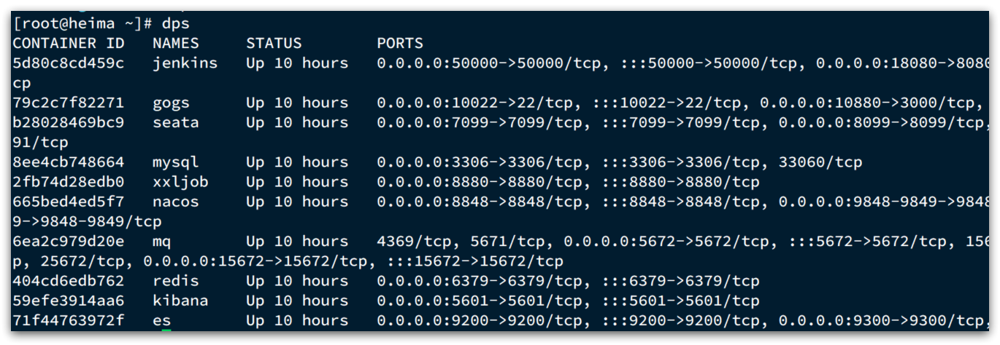 [root@heima ~]# dps
CONTAINER ID   NAMES     STATUS        PORTS
5d80c8cd459c   jenkins   Up 10 hours   0.0.0.0:50000->50000/tcp, :::50000->50000/tcp, 0.0.0.0:18080->8080
cp
79c2c7f82271   gogs      Up 10 hours   0.0.0.0:10022->22/tcp, :::10022->22/tcp, 0.0.0.0:10880->3000/tcp,
b28028469bc9   seata     Up 10 hours   0.0.0.0:7099->7099/tcp, :::7099->7099/tcp, 0.0.0.0:8099->8099/tcp,
91/tcp
8ee4cb748664   mysql     Up 10 hours   0.0.0.0:3306->3306/tcp, :::3306->3306/tcp, 33060/tcp
2fb74d28edb0   xxljob    Up 10 hours   0.0.0.0:8880->8880/tcp, :::8880->8880/tcp
665bed4ed5f7   nacos     Up 10 hours   0.0.0.0:8848->8848/tcp, :::8848->8848/tcp, 0.0.0.0:9848-9849->9848
9->9848-9849/tcp
6ea2c979d20e   mq        Up 10 hours   4369/tcp, 5671/tcp, 0.0.0.0:5672->5672/tcp, :::5672->5672/tcp, 156
p, 25672/tcp, 0.0.0.0:15672->15672/tcp, :::15672->15672/tcp
404cd6edb762   redis     Up 10 hours   0.0.0.0:6379->6379/tcp, :::6379->6379/tcp
59efe3914aa6   kibana    Up 10 hours   0.0.0.0:5601->5601/tcp, :::5601->5601/tcp
71f44763972f   es        Up 10 hours   0.0.0.0:9200->9200/tcp, :::9200->9200/tcp, 0.0.0.0:9300->9300/tcp,